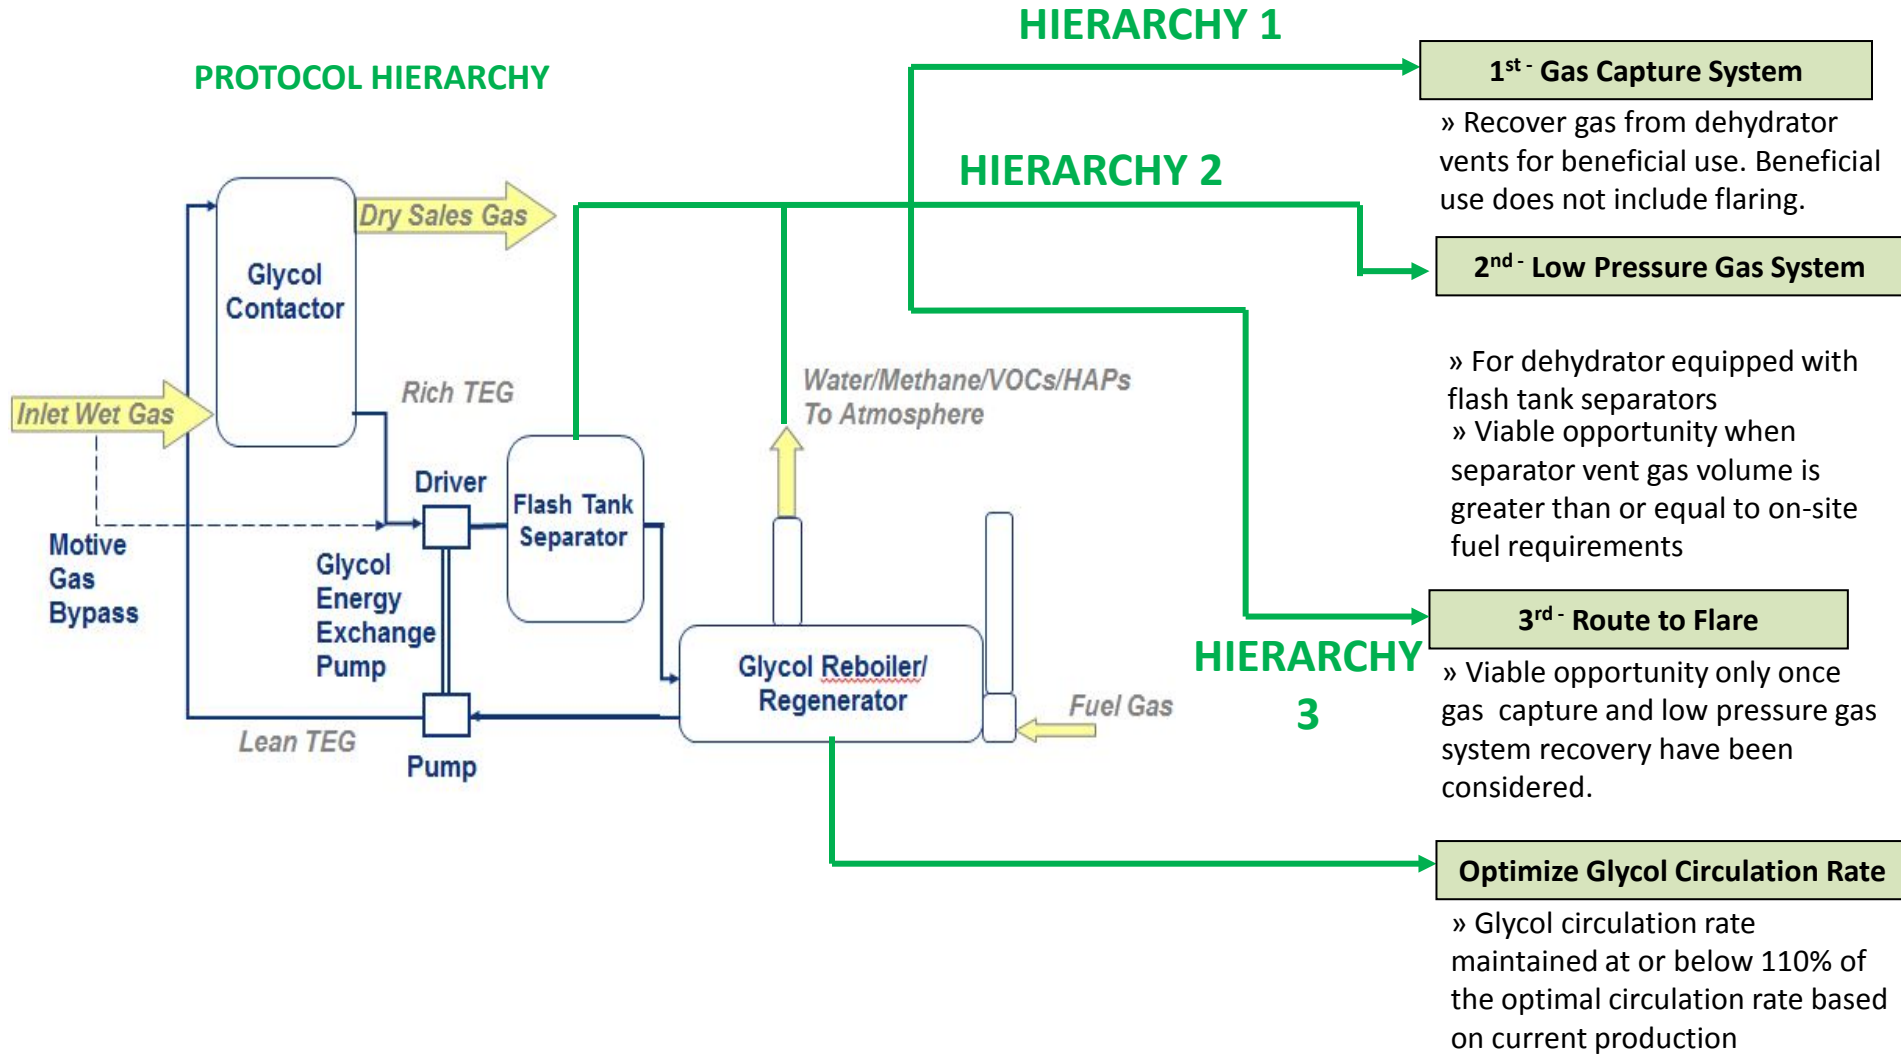 HIERARCHY 1
PROTOCOL HIERARCHY
1st - Gas Capture System
» Recover gas from dehydrator
vents for beneficial use. Beneficial
use does not include flaring.
HIERARCHY 2
2nd - Low Pressure Gas System
» For dehydrator equipped with
flash tank separators
» Viable opportunity when
separator vent gas volume is
greater than or equal to on-site
fuel requirements
HIERARCHY
3
3rd - Route to Flare
» Viable opportunity only once
gas capture and low pressure gas
system recovery have been
considered.
Optimize Glycol Circulation Rate
» Glycol circulation rate
maintained at or below 110% of
the optimal circulation rate based
on current production
Dry Sales Gas
Glycol
Contactor
Inlet Wet Gas
Rich TEG
Water/Methane/VOCs/HAPs
To Atmosphere
Driver
Flash Tank
Separator
Motive
Gas
Bypass
Glycol
Energy
Exchange
Pump
Glycol Reboiler/
Regenerator
Fuel Gas
Lean TEG
Pump